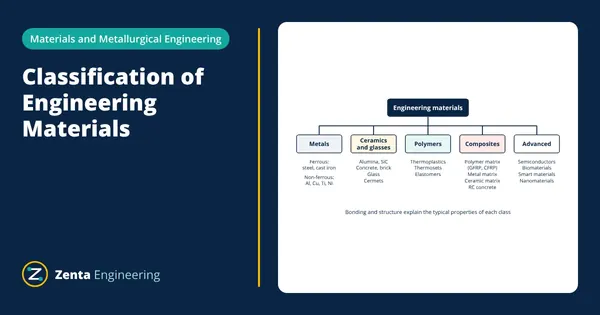 Materials and Metallurgical Engineering
Classification of
Engineering
Materials
Engineering materials
Metals
Ceramics
and glasses
Polymers
Composites
Advanced
Ferrous:
steel, cast iron
Non-ferrous:
Al, Cu, Ti, Ni
Alumina, SiC
Concrete, brick
Glass
Cermets
Thermoplastics
Thermosets
Elastomers
Polymer matrix
(GFRP, CFRP)
Metal matrix
Ceramic matrix
RC concrete
Semiconductors
Biomaterials
Smart materials
Nanomaterials
Bonding and structure explain the typical properties of each class
Zenta Engineering